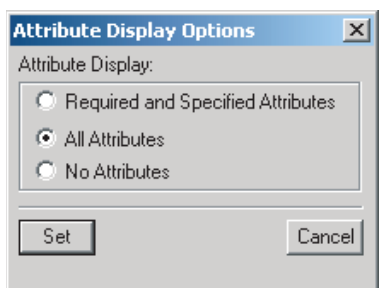 Attribute Display Options
Attribute Display:
Required and Specified Attributes
All Attributes
No Attributes
Set Cancel